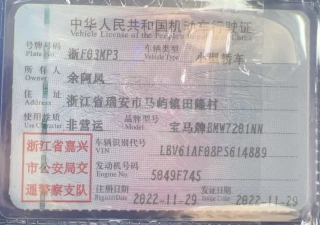 中华人民共和国机动车行驶证
Vehicle License of the People's
号牌号码 浙F03MP3 车辆类型 小型轿车
Plate No. Vehicle Type
所有人 余阿凤
Owner
住址 浙江省瑞安市马屿镇田
Address
使用性质 非营运 品牌型号 宝马牌BMW7201NN
Use Character Model
浙江省嘉兴 车辆识别代号 LBV61AF08PS614889
VIN
市公安局交 发动机号码 5849F745
Engine No.
通警察支队 注册日期 2022-11-29 发证日期 2022-11-29
Register Date Issue Date